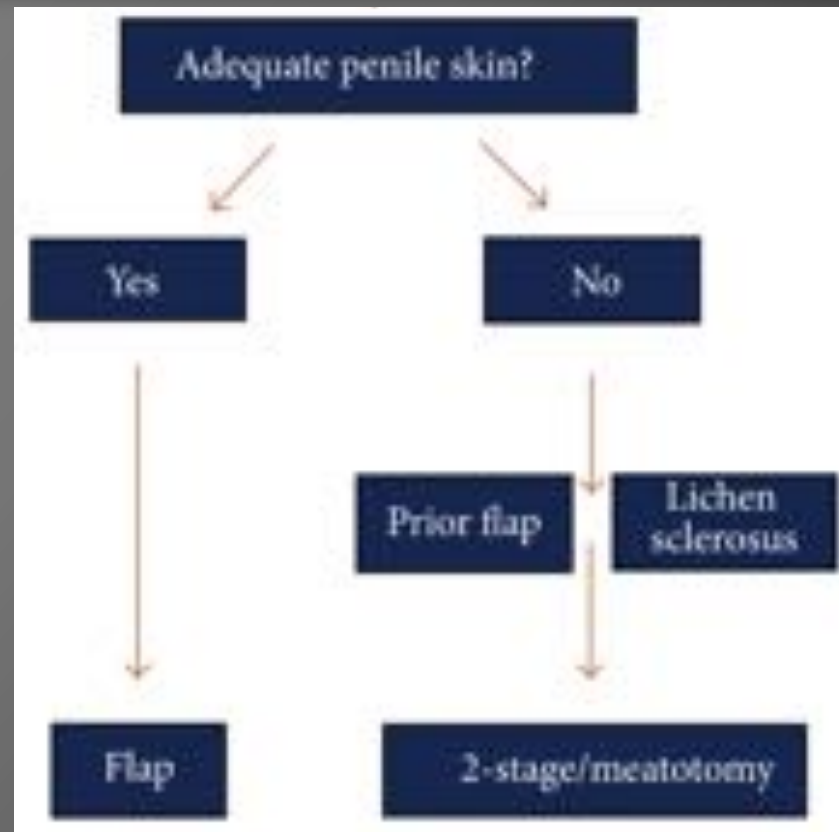 Adequate penile skin?
Yes
No
Prior flap
Lichen
sclerosus
Flap
2-stage/meatotomy